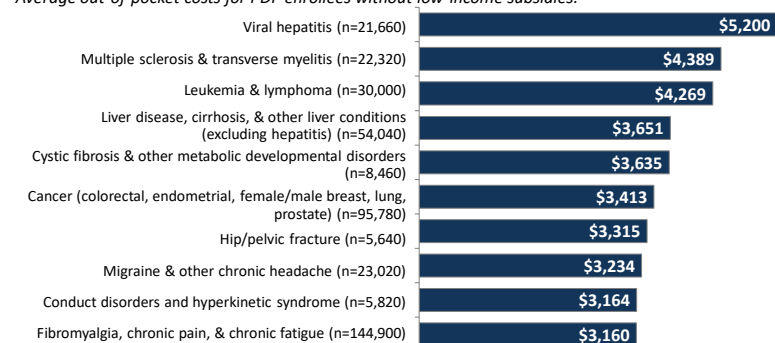 Average out-of-pocket costs for PDP enrollees without low-income subsidies:
Viral hepatitis (n=21,660)
$5,200
Multiple sclerosis & transverse myelitis (n=22,320)
$4,389
Leukemia & lymphoma (n=30,000)
$4,269
Liver disease, cirrhosis, & other liver conditions
(excluding hepatitis) (n=54,040)
$3,651
Cystic fibrosis & other metabolic developmental disorders
(n=8,460)
$3,635
Cancer (colorectal, endometrial, female/male breast, lung,
prostate) (n=95,780)
$3,413
Hip/pelvic fracture (n=5,640)
$3,315
Migraine & other chronic headache (n=23,020)
$3,234
Conduct disorders and hyperkinetic syndrome (n=5,820)
$3,164
Fibromyalgia, chronic pain, & chronic fatigue (n=144,900)
$3,160